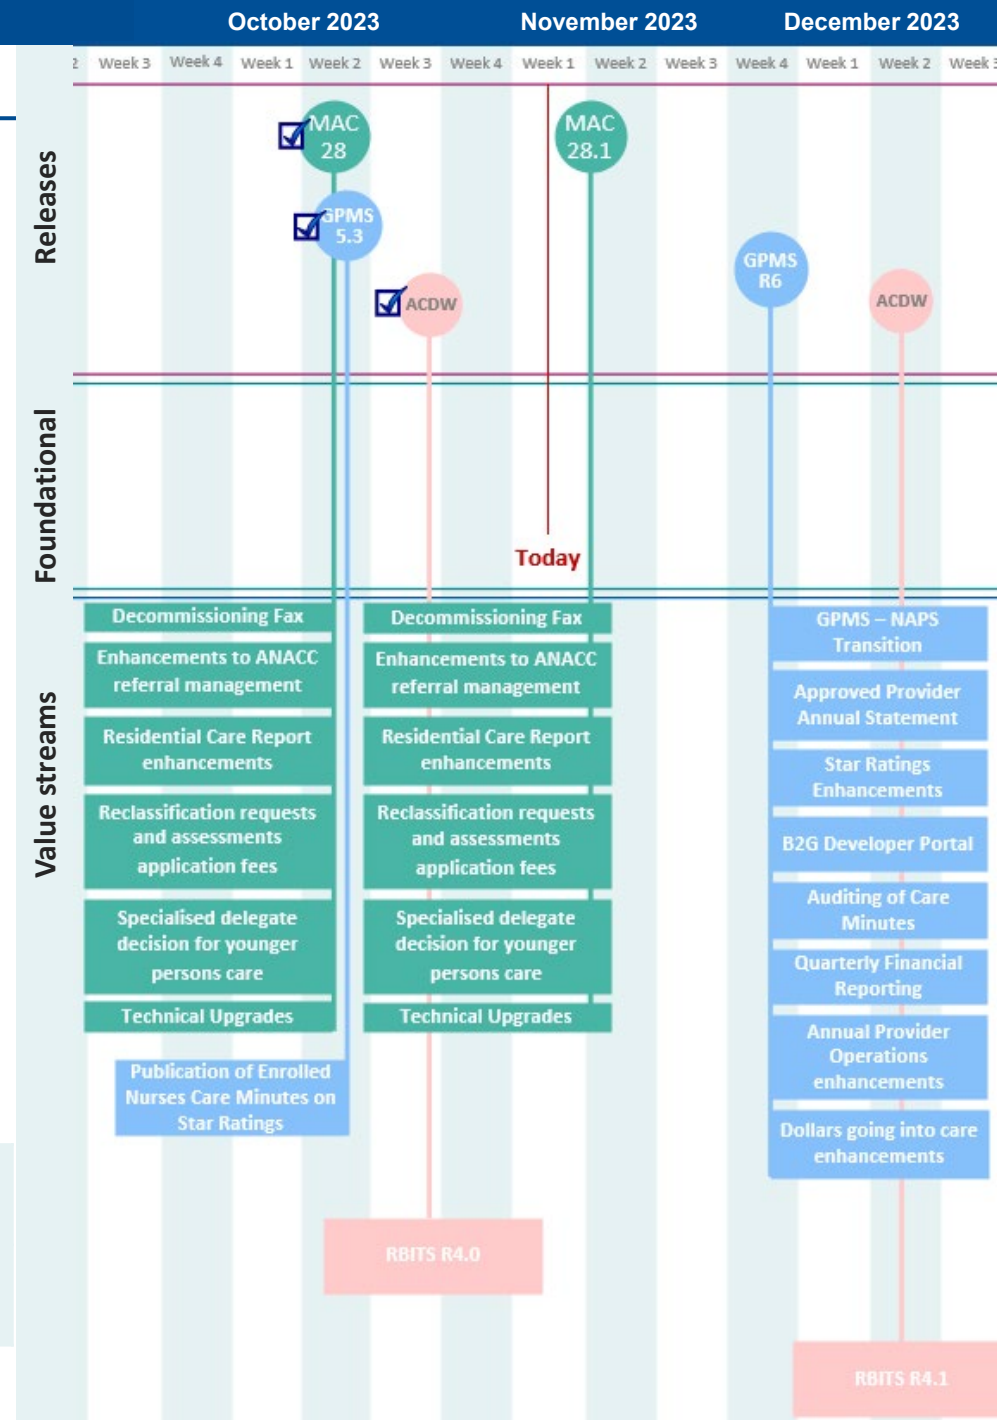 October 2023
November 2023
December 2023
2
Week 3
Week 4
Week 1
Week 2
Week 3
Week 4
Week 1
Week 2
Week 3
Week 4
Week 1
Week 2
Week 3
Releases
MAC
28
MAC
28.1
GPMS
5.3
GPMS
R6
ACDW
ACDW
Foundational
Today
Value streams
Decommissioning Fax
Enhancements to ANACC
referral management
Residential Care Report
enhancements
Reclassification requests
and assessments
application fees
Specialised delegate
decision for younger
persons care
Technical Upgrades
Publication of Enrolled
Nurses Care Minutes on
Star Ratings
Decommissioning Fax
Enhancements to ANACC
referral management
Residential Care Report
enhancements
Reclassification requests
and assessments
application fees
Specialised delegate
decision for younger
persons care
Technical Upgrades
RBITS R4.0
GPMS – NAPS
Transition
Approved Provider
Annual Statement
Star Ratings
Enhancements
B2G Developer Portal
Auditing of Care
Minutes
Quarterly Financial
Reporting
Annual Provider
Operations
enhancements
Dollars going into care
enhancements
RBITS R4.1